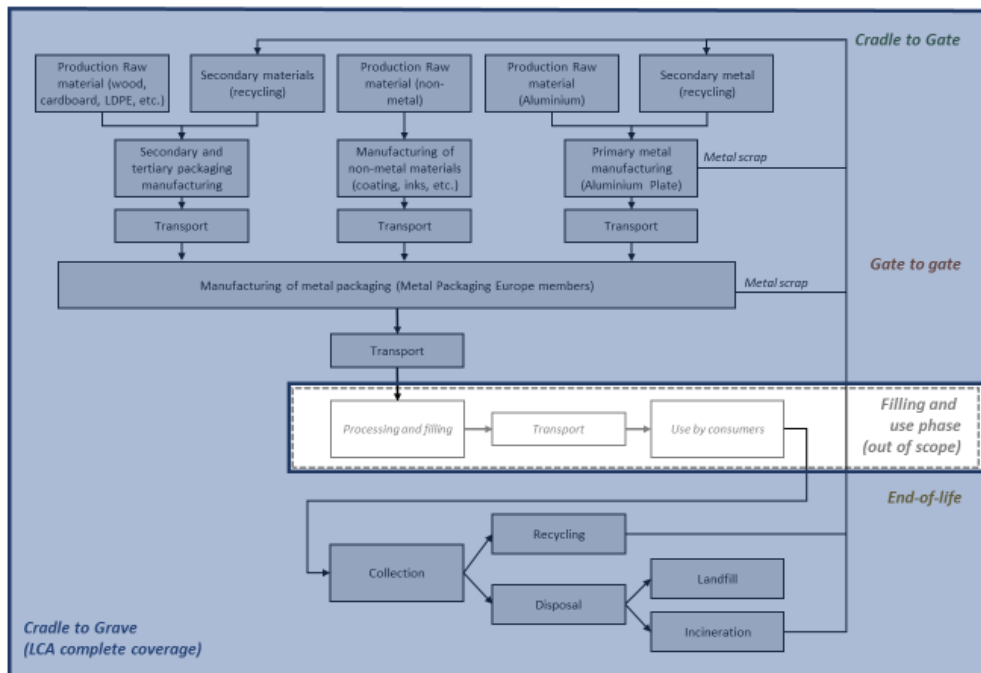 Cradle to Gate
Production Raw
material (wood,
cardboard, LDPE, etc.)
Secondary materials
(recycling)
Production Raw
material (non-
metal)
Production Raw
material
(Aluminium)
Secondary metal
(recycling)
Secondary and
tertiary packaging
manufacturing
Manufacturing of
non-metal materials
(coating, inks, etc.)
Primary metal
manufacturing
(Aluminium Plate)
Metal scrap
Transport
Transport
Transport
Gate to gate
Manufacturing of metal packaging (Metal Packaging Europe members)
Metal scrap
Transport
Processing and filling
Transport
Use by consumers
Filling and
use phase
(out of scope)
End-of-life
Collection
Recycling
Disposal
Landfill
Incineration
Cradle to Grave
(LCA complete coverage)